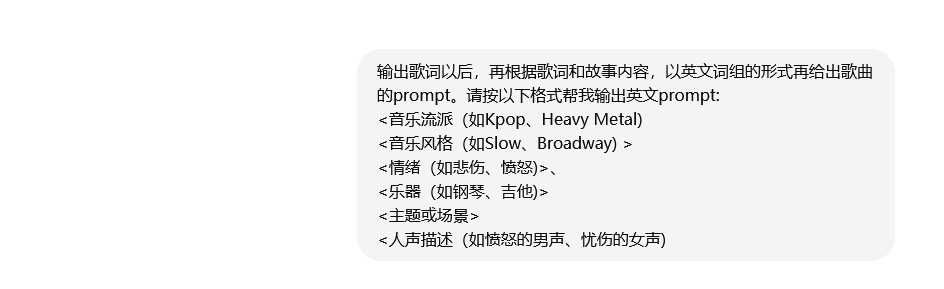 输出歌词以后，再根据歌词和故事内容，以英文词组的形式再给出歌曲
的prompt。请按以下格式帮我输出英文prompt:
<音乐流派（如Kpop、Heavy Metal)
<音乐风格（如Slow、Broadway) >
<情绪（如悲伤、愤怒)>、
<乐器（如钢琴、吉他)>
<主题或场景>
<人声描述（如愤怒的男声、忧伤的女声)